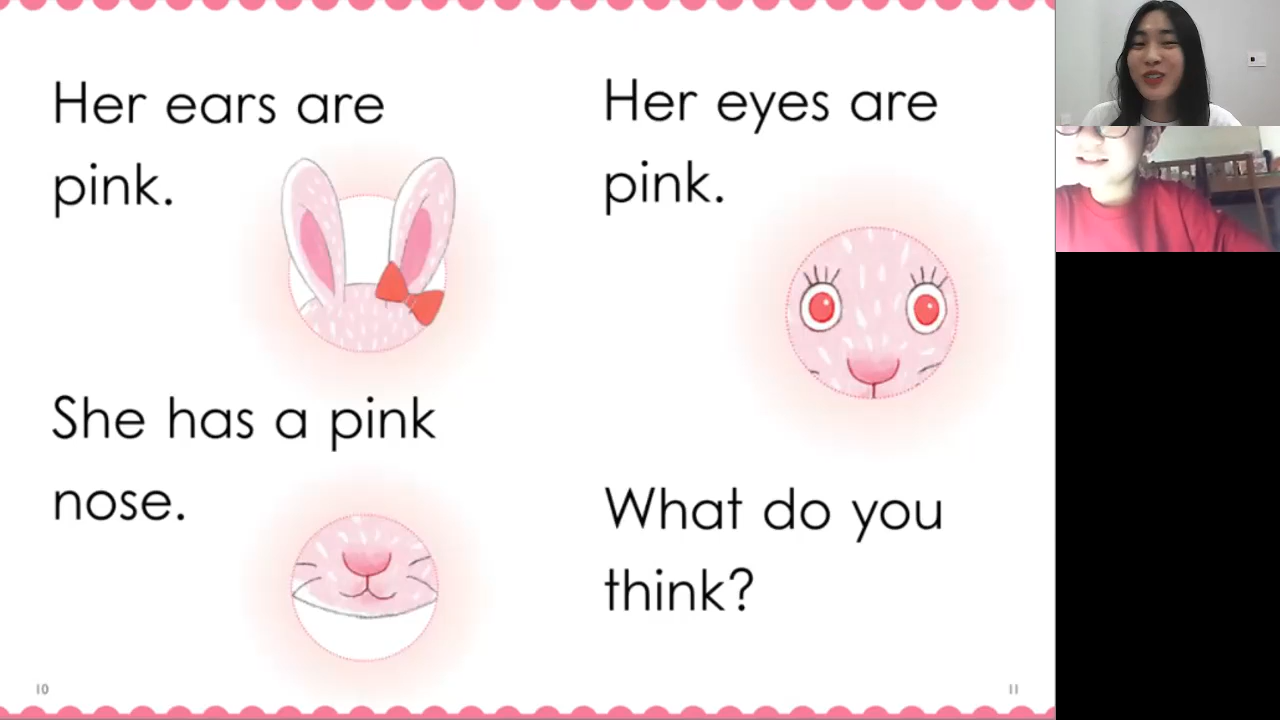 Her ears are
pink.
She has a pink
nose.
10
Her eyes are
pink.
What do you
think?
11